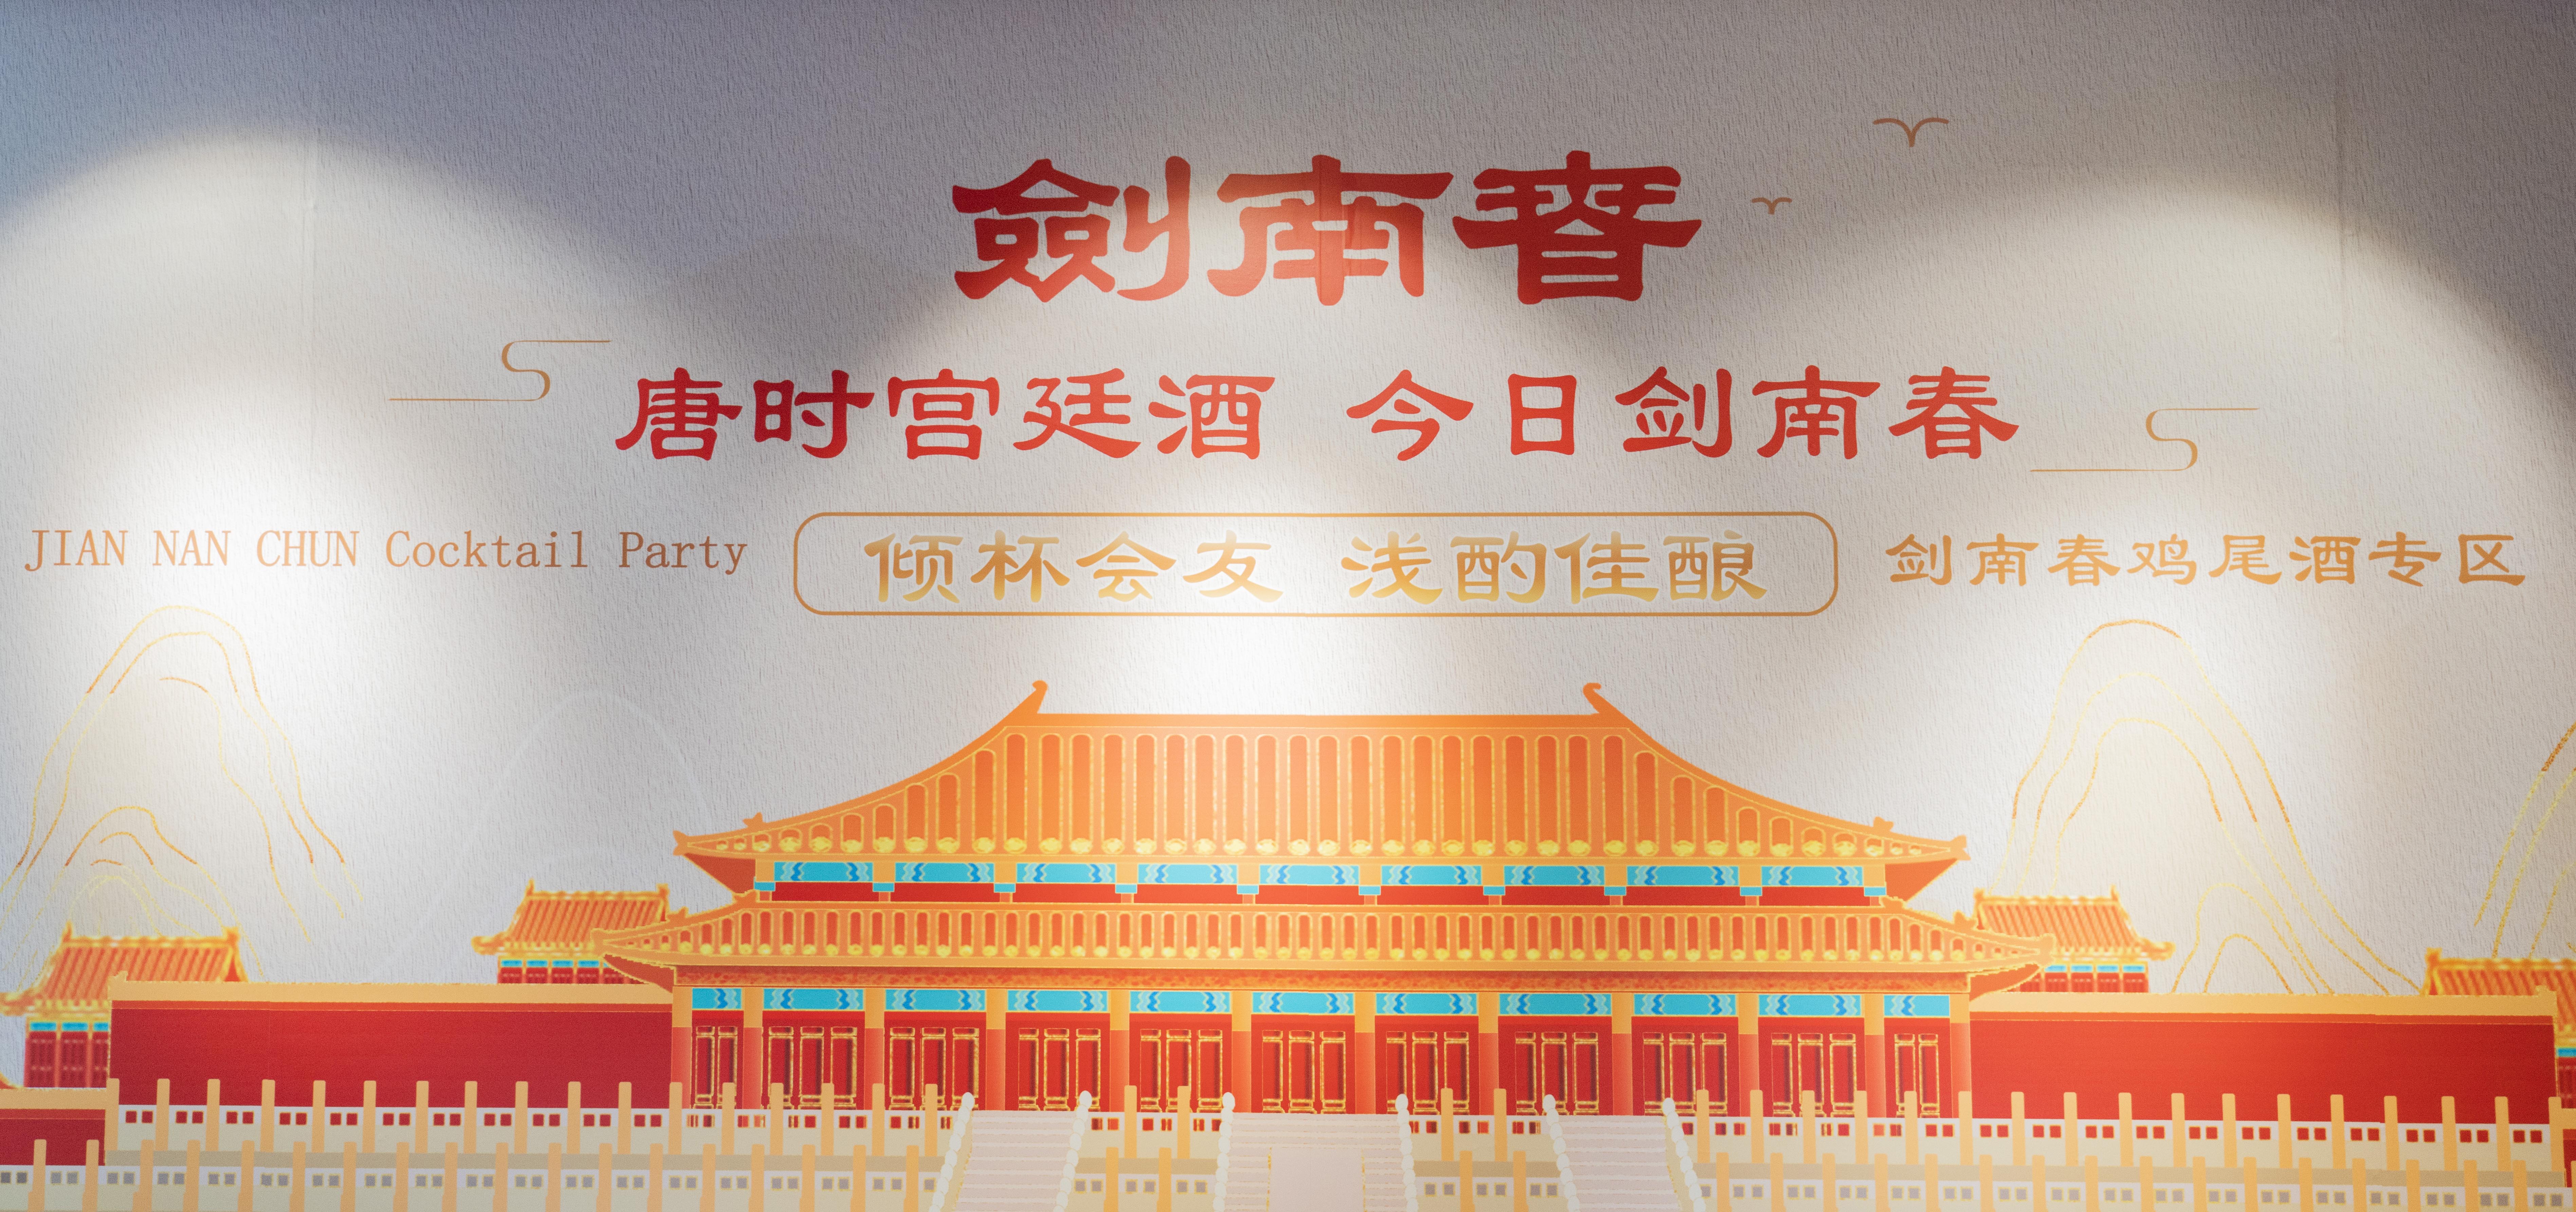 劍南春
唐时宫廷酒 今日剑南春
JIAN NAN CHUN Cocktail Party
倾杯会友 浅酌佳酿
剑南春鸡尾酒专区